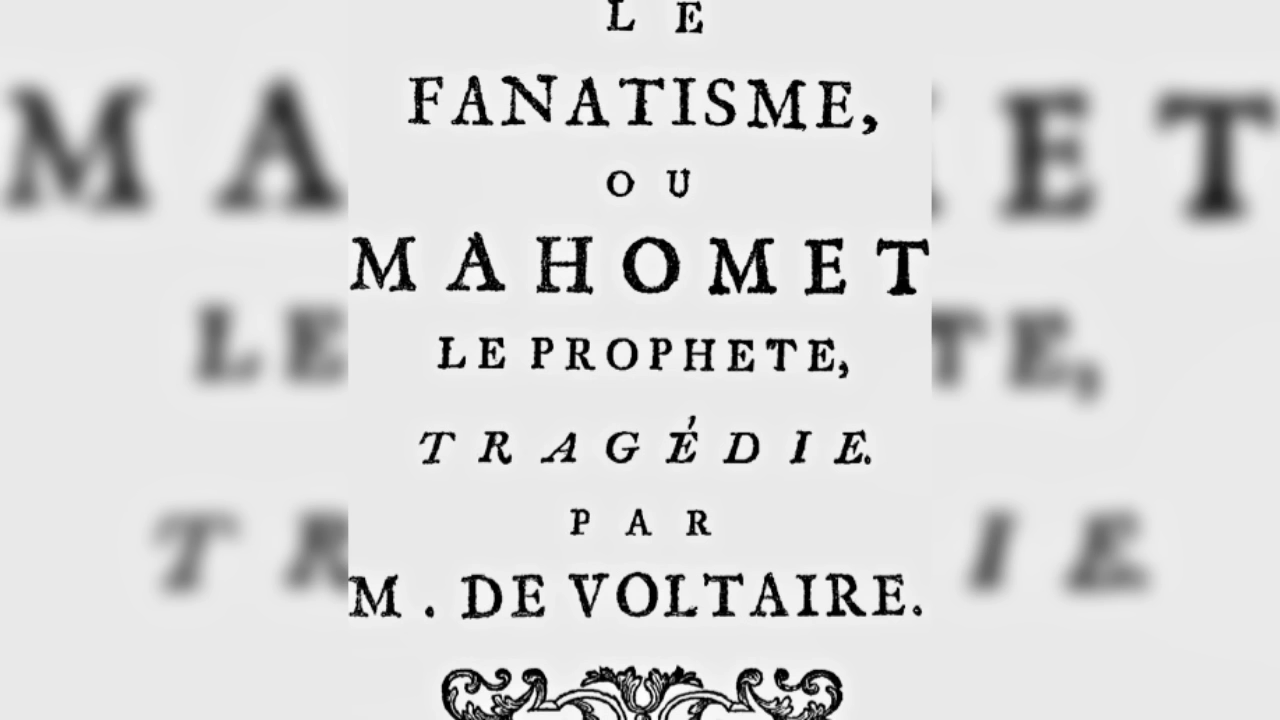 LE
FANATISME,
OU
MAHOMET
LE PROPHETE,
TRAGÉDIE.
PAR
M. DE VOLTAIRE.